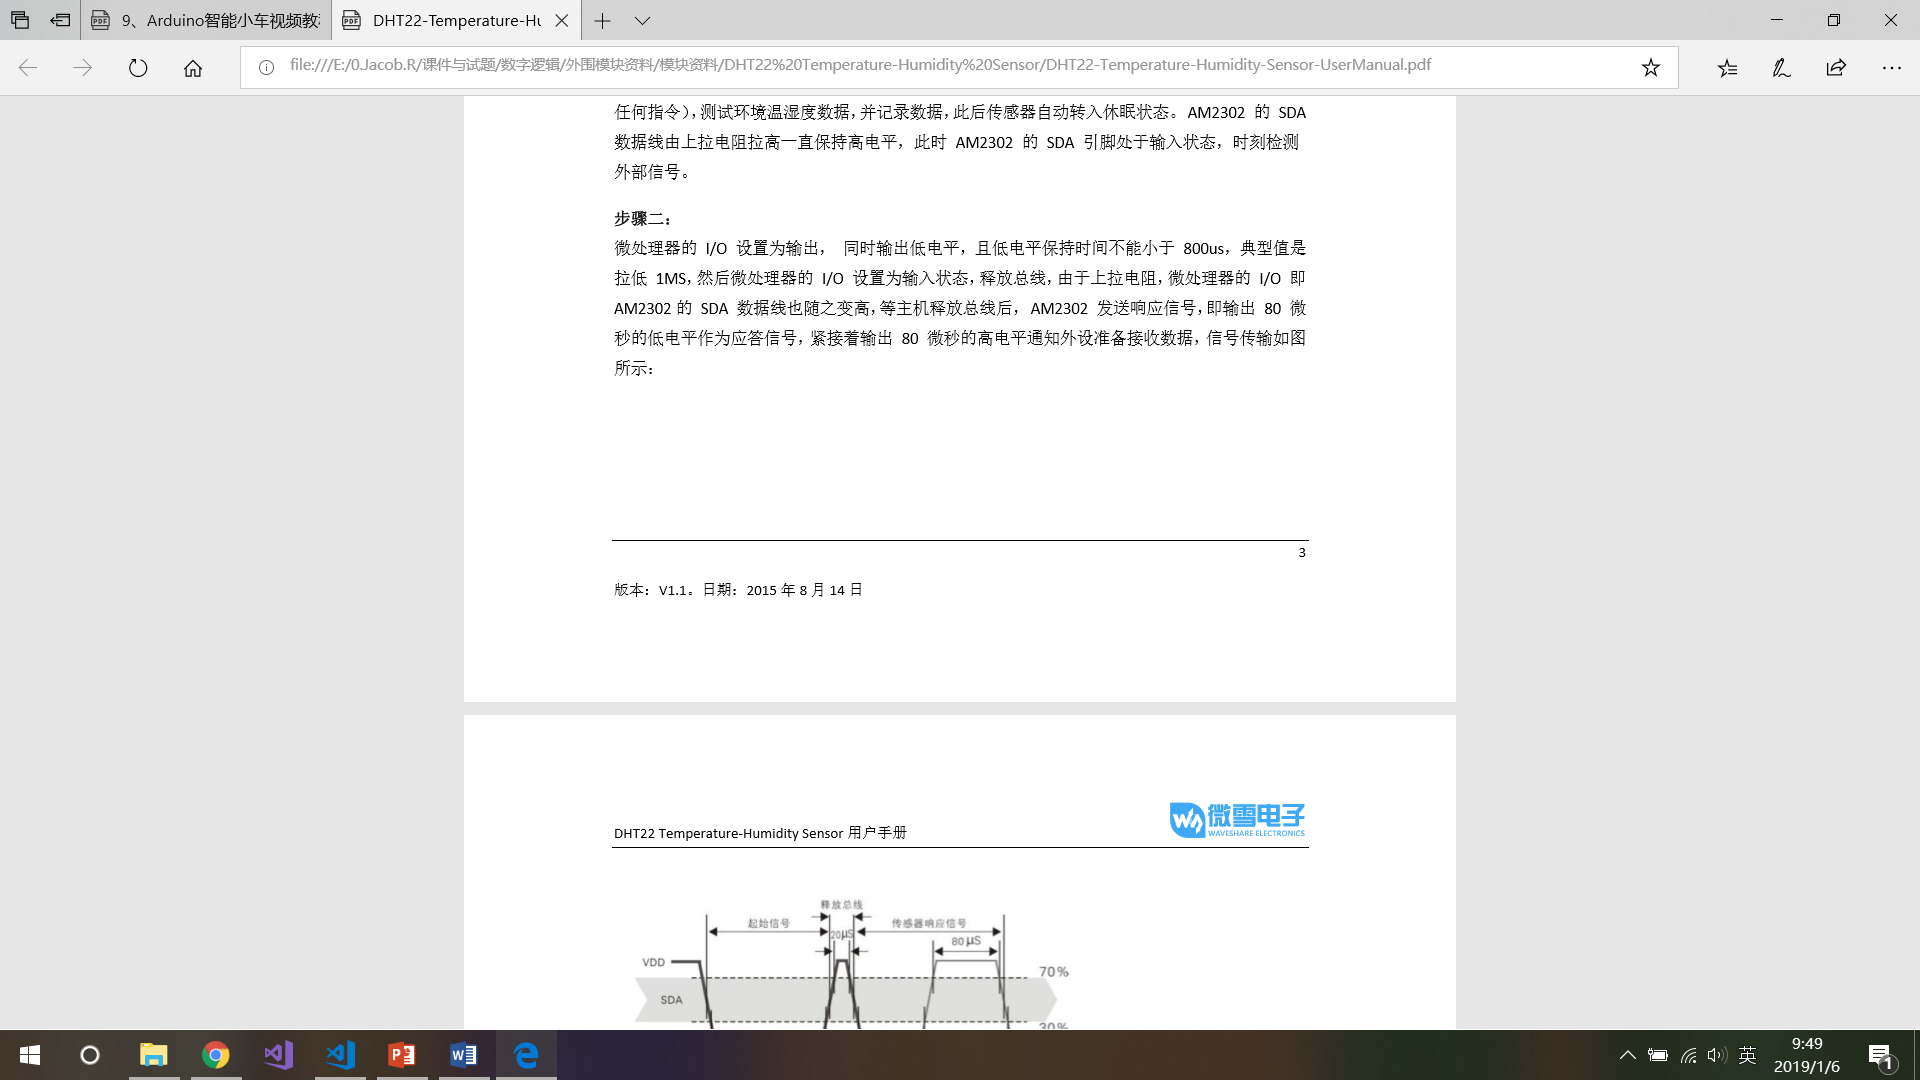 9、Arduino智能小车视频教
DHT22-Temperature-Hu
file:///E:/0.Jacob.R/课件与试题/数字逻辑/外围模块资料/模块资料/DHT22%20Temperature-Humidity%20Sensor/DHT22-Temperature-Humidity-Sensor-UserManual.pdf
任何指令），测试环境温湿度数据，并记录数据，此后传感器自动转入休眠状态。AM2302 的 SDA
数据线由上拉电阻拉高一直保持高电平，此时 AM2302 的 SDA 引脚处于输入状态，时刻检测
外部信号。
步骤二：
微处理器的 I/O 设置为输出， 同时输出低电平，且低电平保持时间不能小于 800us，典型值是
拉低 1MS，然后微处理器的 I/O 设置为输入状态，释放总线，由于上拉电阻，微处理器的 I/O 即
AM2302 的 SDA 数据线也随之变高，等主机释放总线后，AM2302 发送响应信号，即输出 80 微
秒的低电平作为应答信号，紧接着输出 80 微秒的高电平通知外设准备接收数据，信号传输如图
所示：
3
版本：V1.1。日期：2015 年 8 月 14 日
DHT22 Temperature-Humidity Sensor 用户手册
微雪电子
WAVESHARE ELECTRONICS
释放总线
起始信号
传感器响应信号
20μS
80μS
VDD
70%
SDA
30%
英
9:49
2019/1/6
1